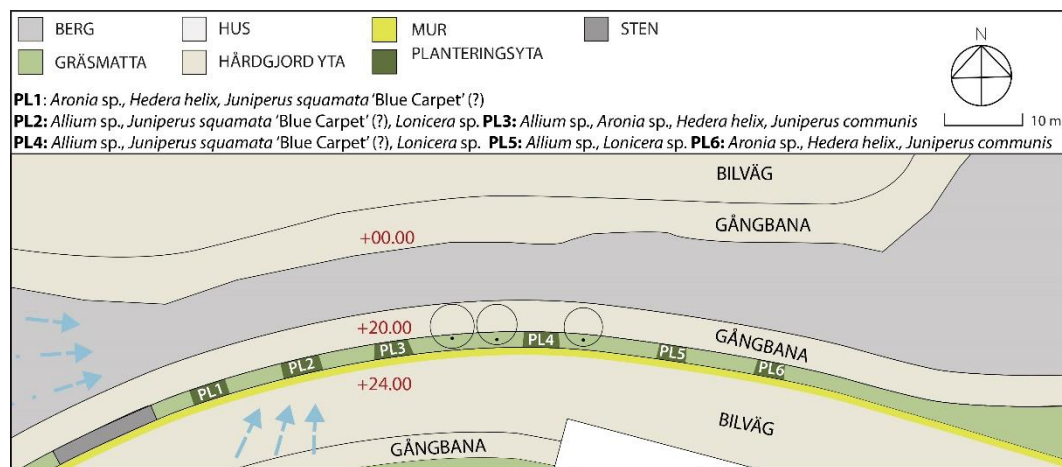 BERG HUS MUR STEN
GRÄSMATTA HÅRDGJORD YTA PLANTERINGSYTA
N
PL1: Aronia sp., Hedera helix, Juniperus squamata 'Blue Carpet' (?)
PL2: Allium sp., Juniperus squamata 'Blue Carpet' (?), Lonicera sp. PL3: Allium sp., Aronia sp., Hedera helix, Juniperus communis
10 m
PL4: Allium sp., Juniperus squamata 'Blue Carpet' (?), Lonicera sp. PL5: Allium sp., Lonicera sp. PL6: Aronia sp., Hedera helix., Juniperus communis
BILVÄG
GÅNGBANA
+00.00
+20.00
GÅNGBANA
PL1 PL2 PL3 PL4 PL5 PL6
+24.00
BILVÄG
GÅNGBANA